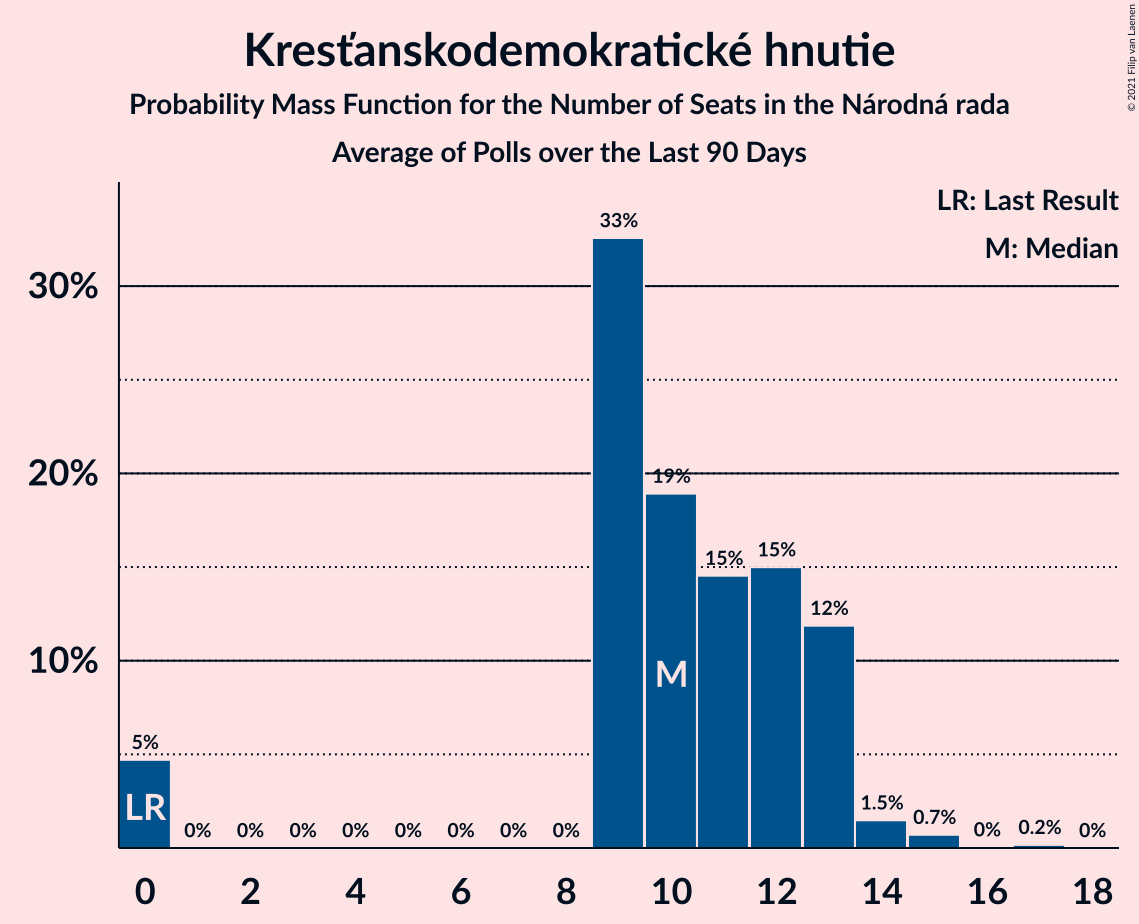 Kresťanskodemokratické hnutie
Probability Mass Function for the Number of Seats in the Národná rada
Average of Polls over the Last 90 Days
© 2021 Filip van Laenen
LR: Last Result
M: Median
30%
20%
10%
5%
0%
0%
0%
0%
0%
0%
0%
0%
33%
19%
15%
15%
12%
1.5%
0.7%
0%
0.2%
0%
LR
M
0 2 4 6 8 10 12 14 16 18